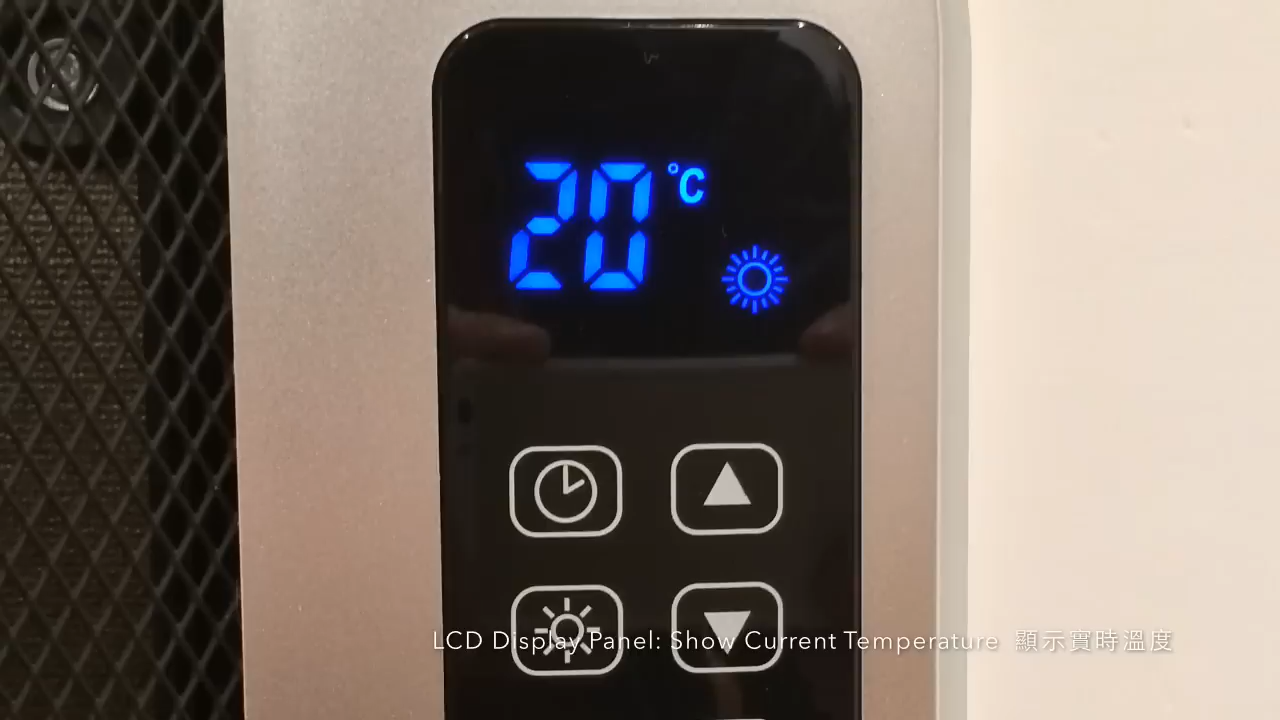 20 °C
LCD Display Panel: Show Current Temperature 顯示實時溫度